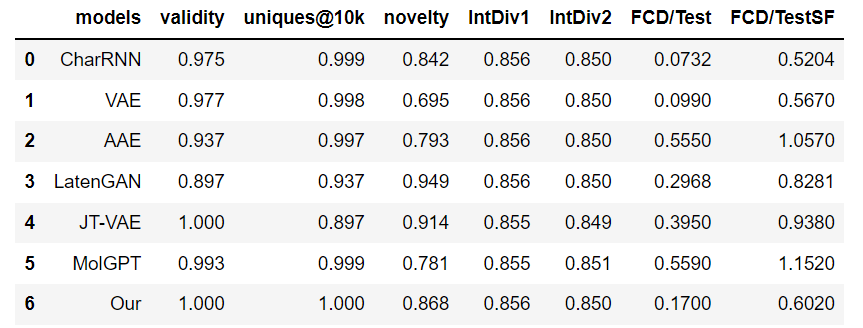 models validity uniques@10k novelty IntDiv1 IntDiv2 FCD/Test FCD/TestSF
0 CharRNN 0.975 0.999 0.842 0.856 0.850 0.0732 0.5204
1 VAE 0.977 0.998 0.695 0.856 0.850 0.0990 0.5670
2 AAE 0.937 0.997 0.793 0.856 0.850 0.5550 1.0570
3 LatenGAN 0.897 0.937 0.949 0.856 0.850 0.2968 0.8281
4 JT-VAE 1.000 0.897 0.914 0.855 0.849 0.3950 0.9380
5 MolGPT 0.993 0.999 0.781 0.855 0.851 0.5590 1.1520
6 Our 1.000 1.000 0.868 0.856 0.850 0.1700 0.6020